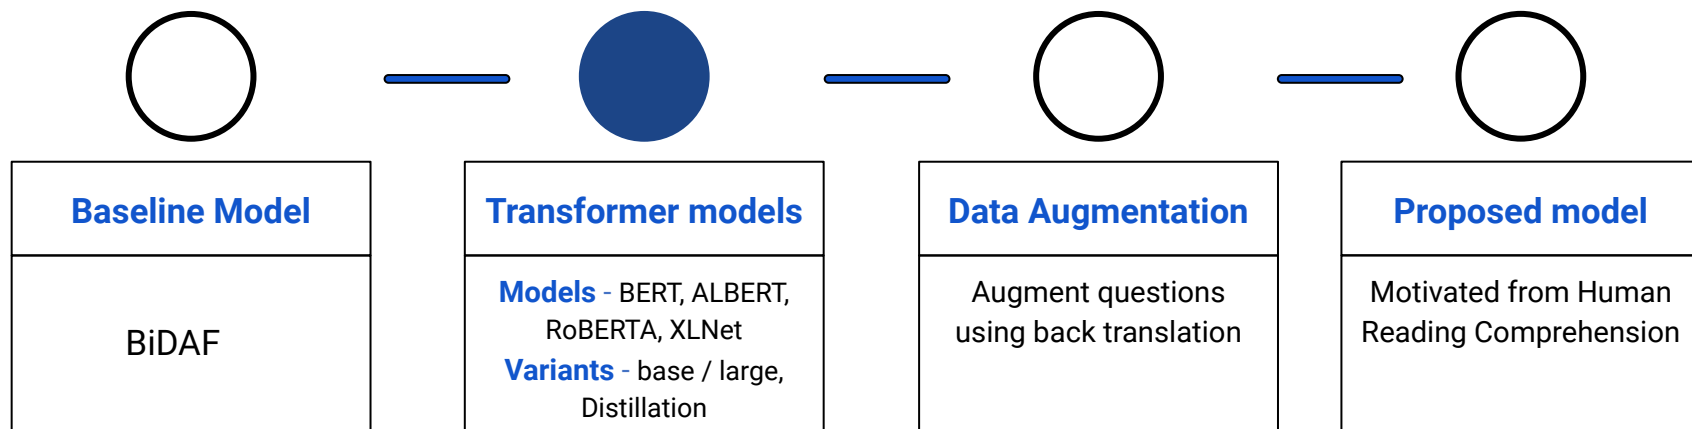 Baseline Model
BiDAF
Transformer models
Models - BERT, ALBERT,
RoBERTA, XLNet
Variants - base / large,
Distillation
Data Augmentation
Augment questions
using back translation
Proposed model
Motivated from Human
Reading Comprehension